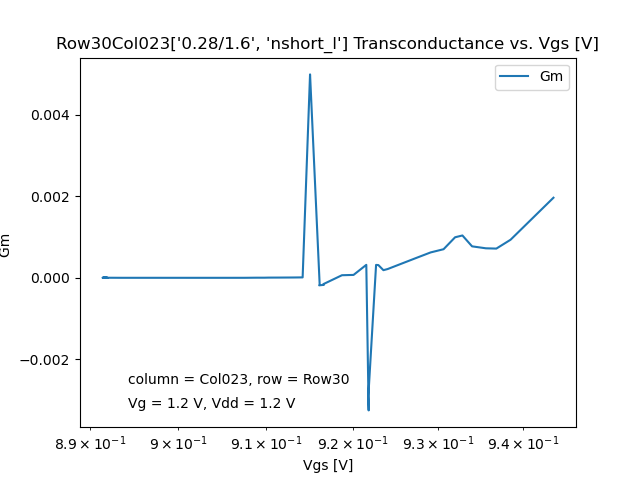 Row30Col023['0.28/1.6', 'nshort_l'] Transconductance vs. Vgs [V]
Gm
0.004
0.002
0.000
−0.002
Gm
column = Col023, row = Row30
Vg = 1.2 V, Vdd = 1.2 V
8.9 × 10⁻¹ 9 × 10⁻¹ 9.1 × 10⁻¹ 9.2 × 10⁻¹ 9.3 × 10⁻¹ 9.4 × 10⁻¹
Vgs [V]